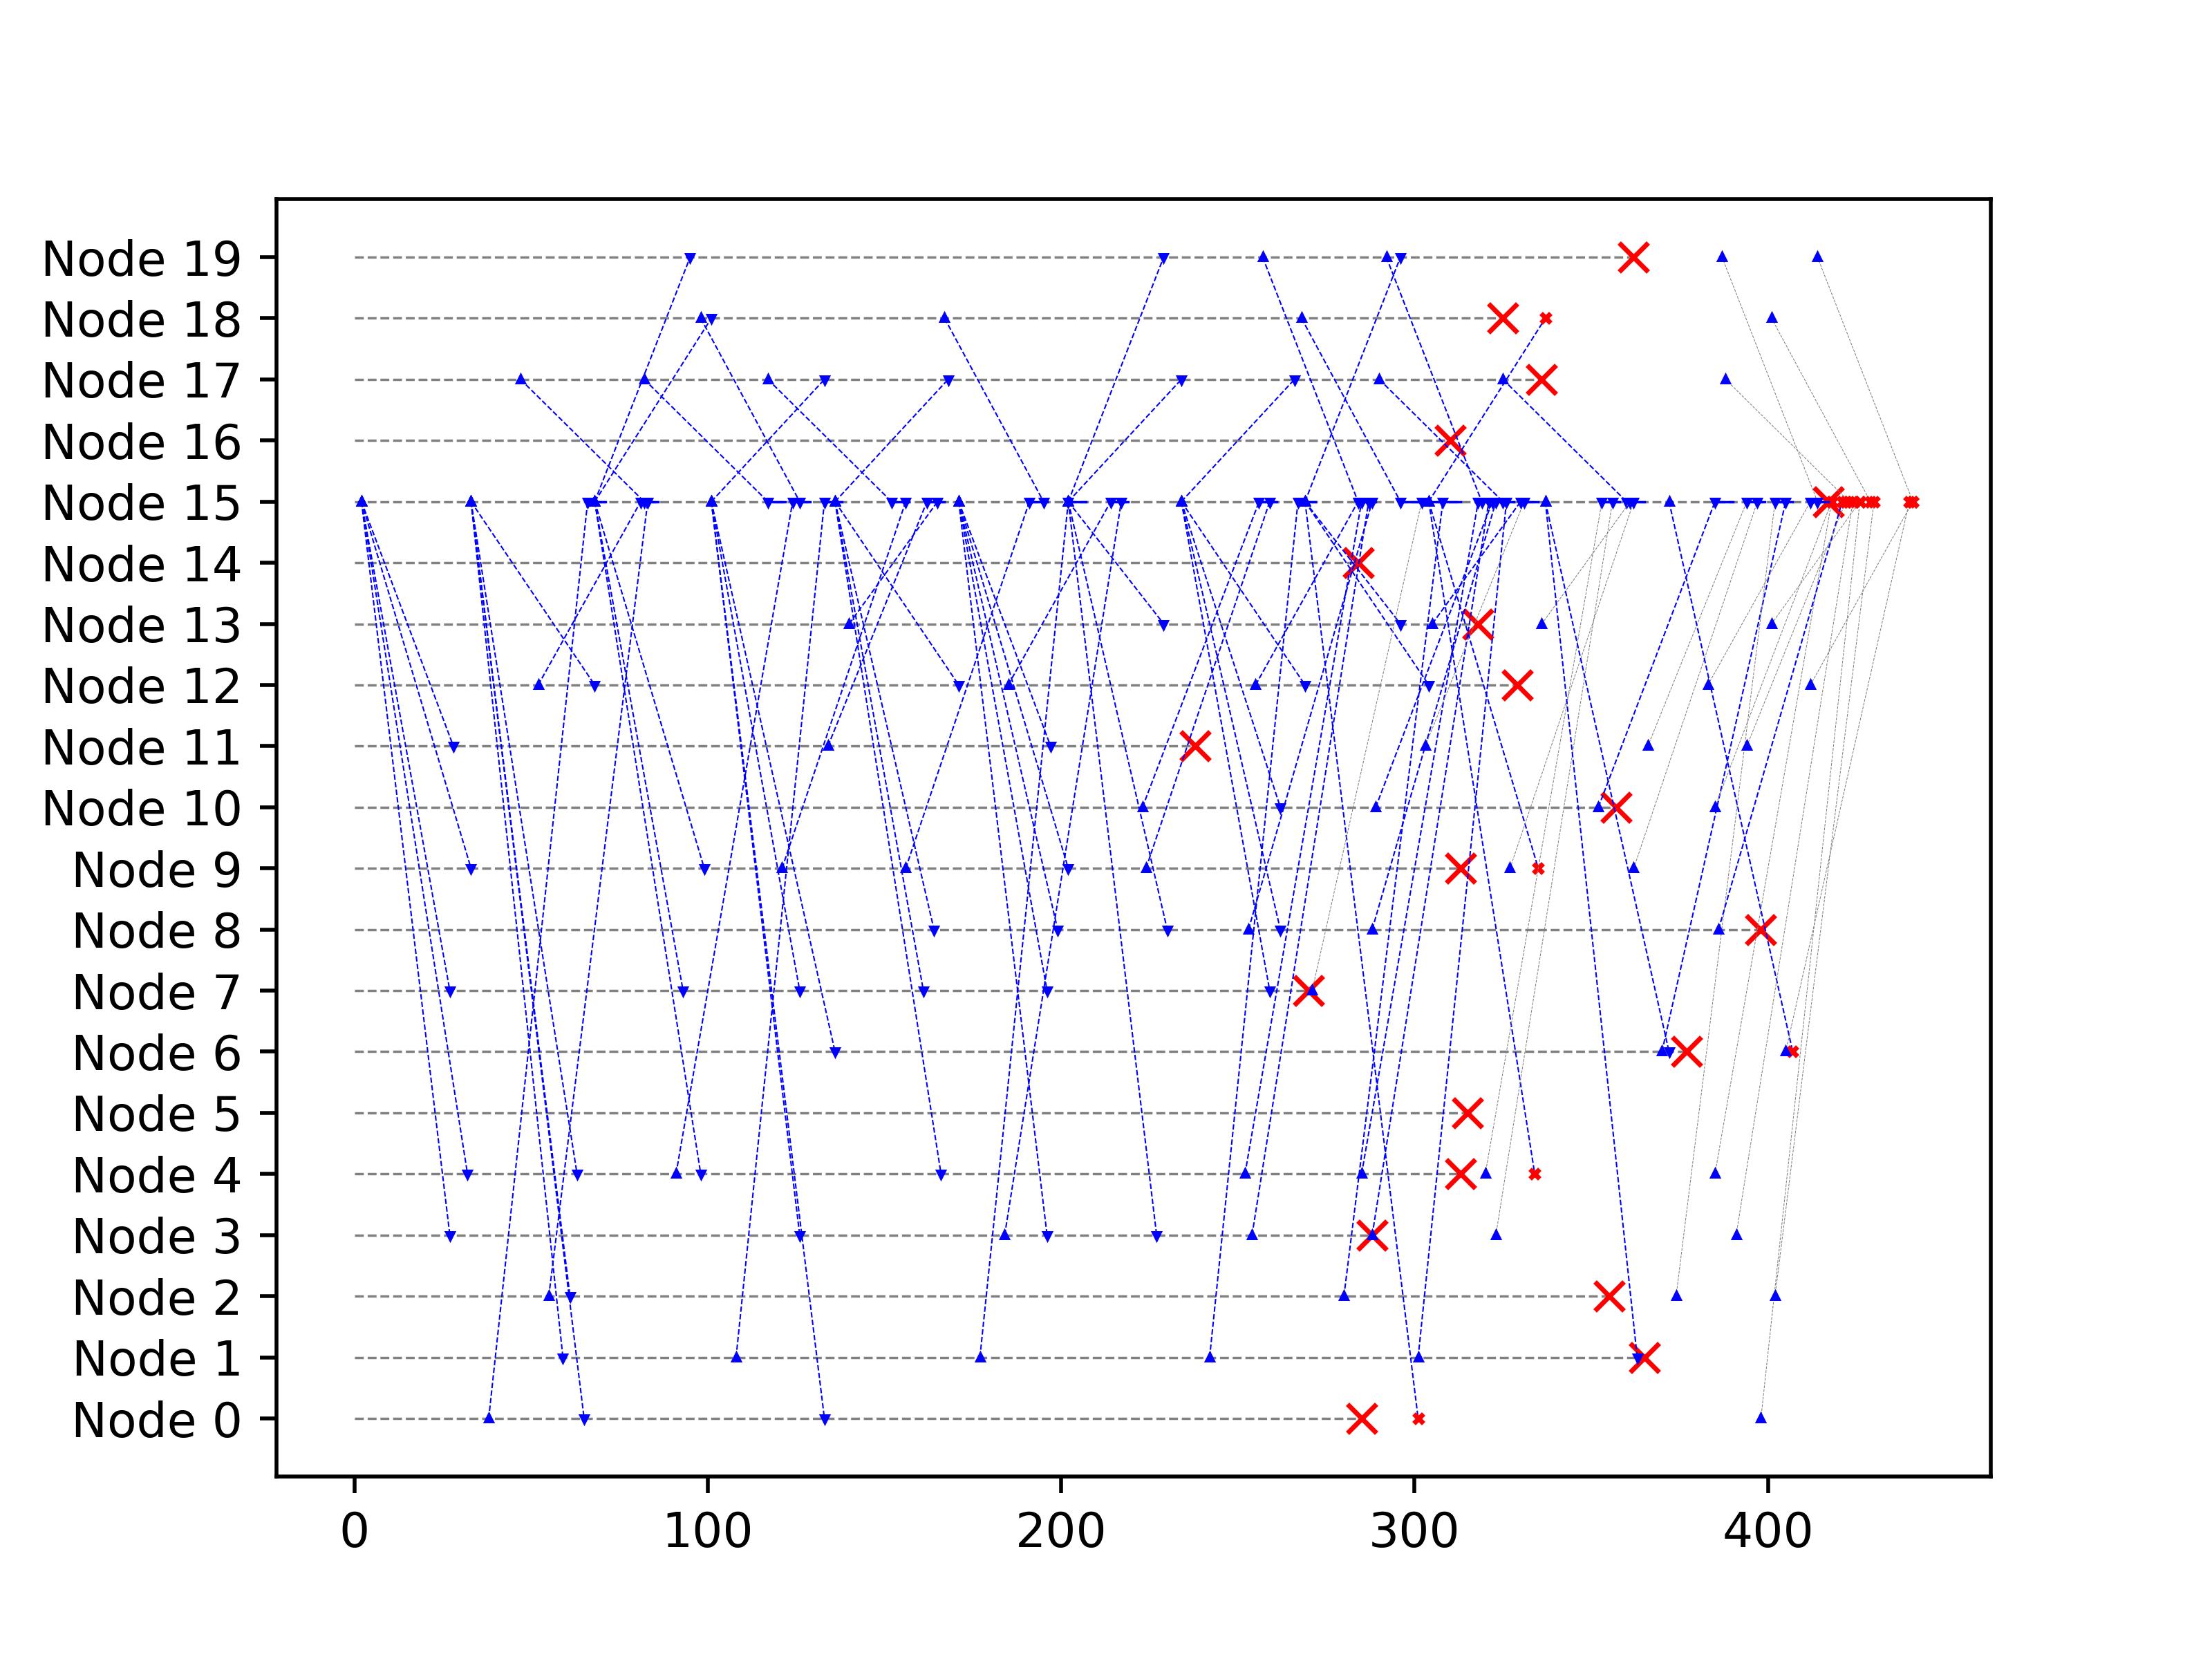 Node 19
Node 18
Node 17
Node 16
Node 15
Node 14
Node 13
Node 12
Node 11
Node 10
Node 9
Node 8
Node 7
Node 6
Node 5
Node 4
Node 3
Node 2
Node 1
Node 0
0 100 200 300 400